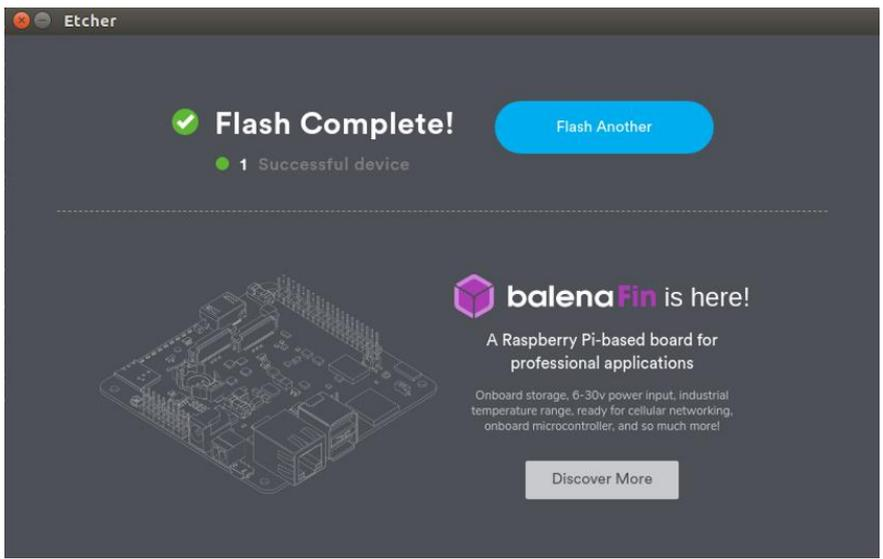 Etcher
Flash Complete!
Flash Another
1 Successful device
balenaFin is here!
A Raspberry Pi-based board for
professional applications
Onboard storage, 6-30v power input, industrial
temperature range, ready for cellular networking,
onboard microcontroller, and so much more!
Discover More